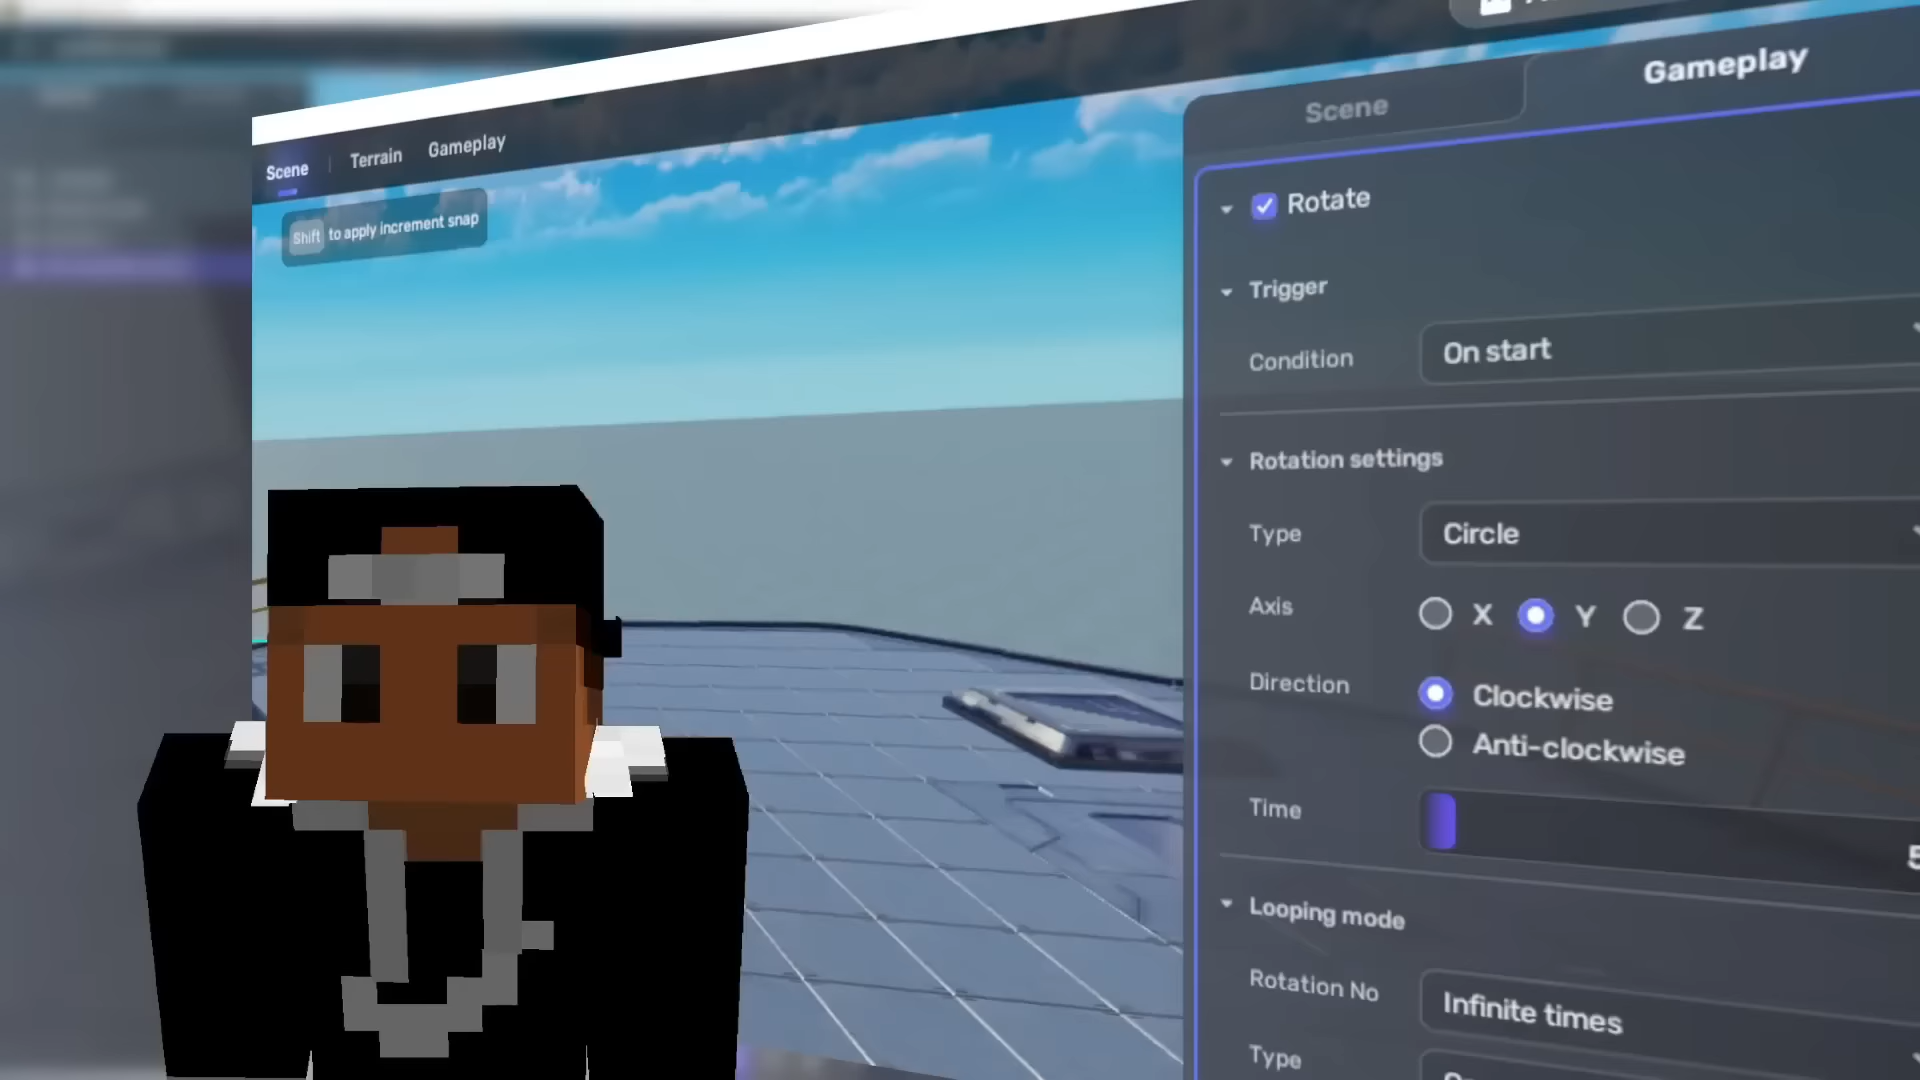 Scene
Terrain
Gameplay
Shift to apply increment snap
Scene
Gameplay
Rotate
Trigger
Condition
On start
Rotation settings
Type
Circle
Axis
X
Y
Z
Direction
Clockwise
Anti-clockwise
Time
Looping mode
Rotation No
Infinite times
Type